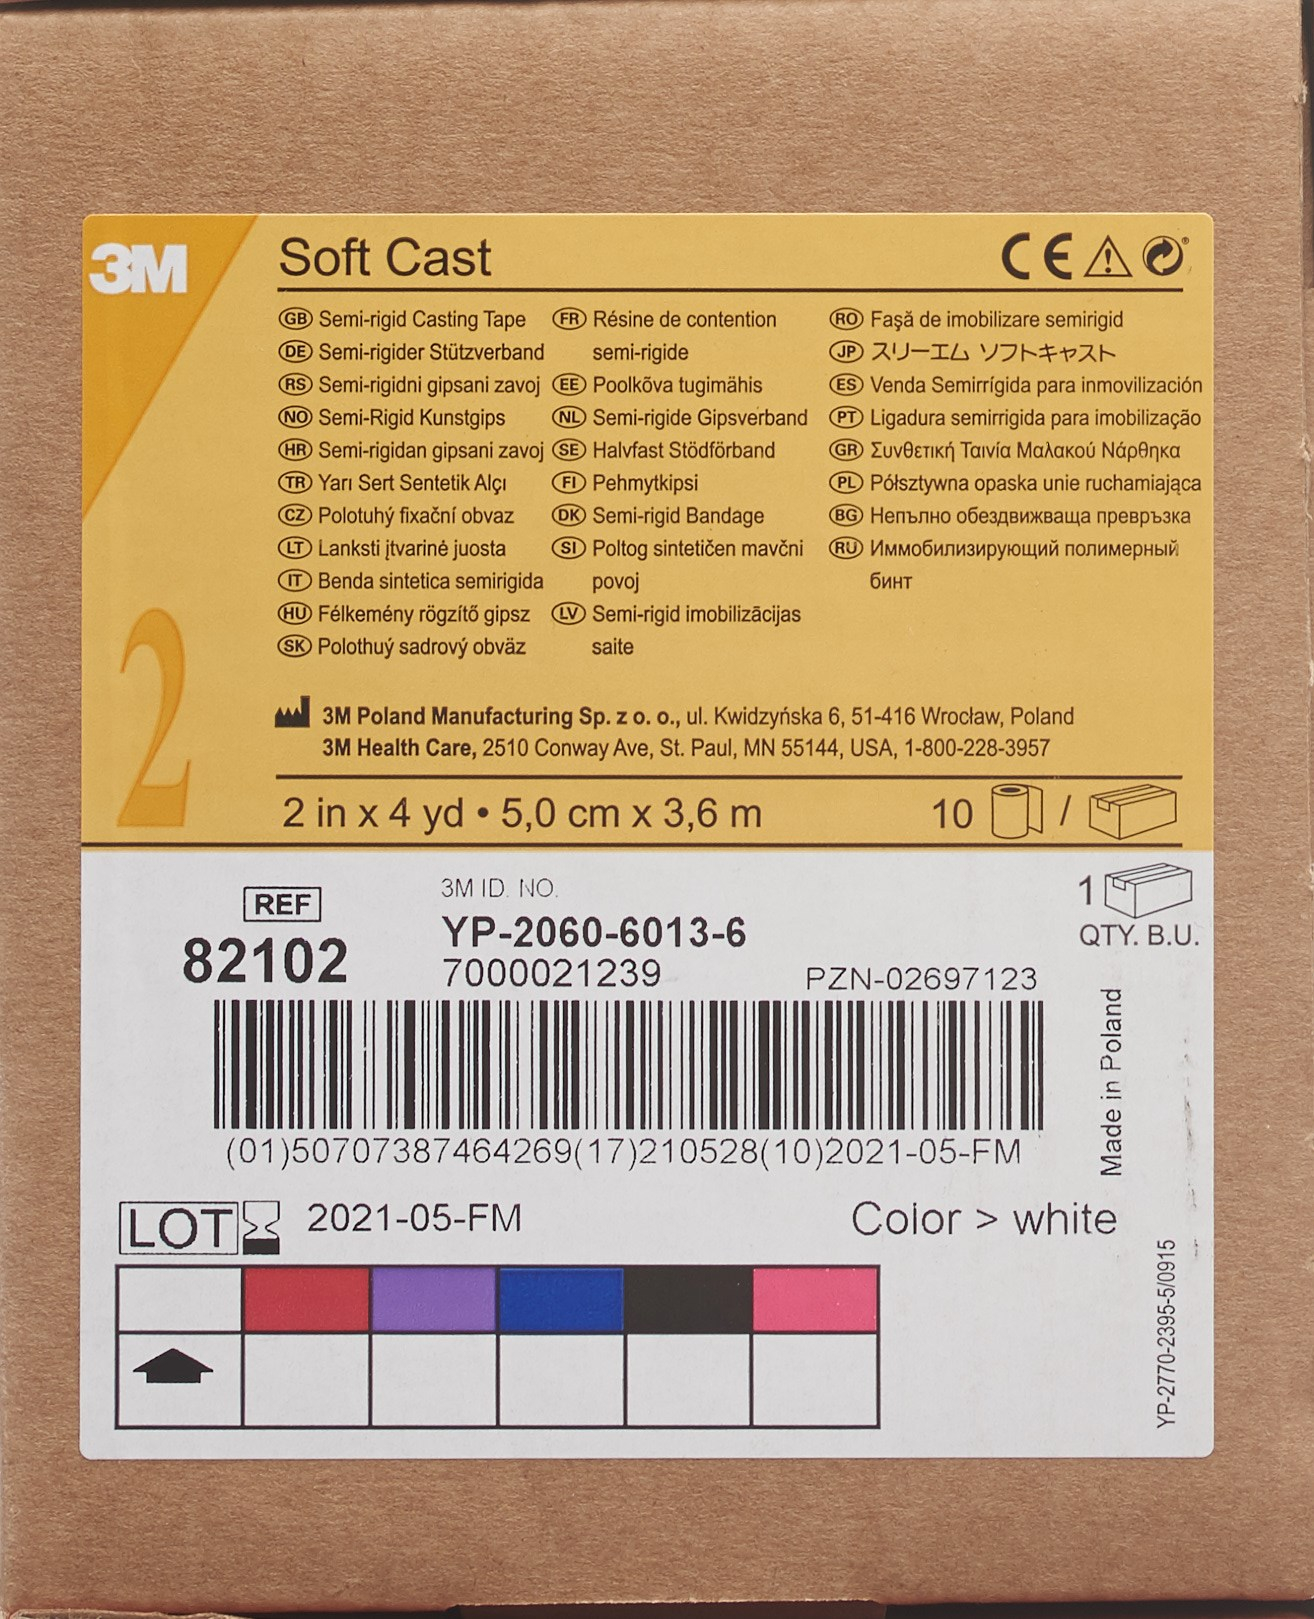 3M
Soft Cast
CE
GB Semi-rigid Casting Tape
DE Semi-rigider Stützverband
RS Semi-rigidni gipsani zavoj
NO Semi-Rigid Kunstgips
HR Semi-rigidan gipsani zavoj
TR Yarı Sert Sentetik Alçı
CZ Polotuhý fixační obvaz
LT Lanksti įtvarinė juosta
IT Benda sintetica semirigida
HU Félkemény rögzítő gipsz
SK Polothuý sadrový obväz
FR Résine de contention
semi-rigide
EE Poolkõva tugimähis
NL Semi-rigide Gipsverband
SE Halvfast Stödförband
FI Pehmytkipsi
DK Semi-rigid Bandage
SI Poltog sintetičen mavčni
povoj
LV Semi-rigid imobilizācijas
saite
RO Faşă de imobilizare semirigid
JP スリーエム ソフトキャスト
ES Venda Semirrígida para inmovilización
PT Ligadura semirrigida para imobilização
GR Συνθετική Ταινία Μαλακού Νάρθηκα
PL Półsztywna opaska unie ruchamiająca
BG Непълно обездвижваща превръзка
RU Иммобилизирующий полимерный
бинт
2
3M Poland Manufacturing Sp. z o. o., ul. Kwidzyńska 6, 51-416 Wrocław, Poland
3M Health Care, 2510 Conway Ave, St. Paul, MN 55144, USA, 1-800-228-3957
2 in x 4 yd • 5,0 cm x 3,6 m
10 /
REF
82102
3M ID. NO.
YP-2060-6013-6
7000021239
PZN-02697123
1
QTY. B.U.
(01)50707387464269(17)210528(10)2021-05-FM
Made in Poland
LOT 2021-05-FM
Color > white
YP-2770-2395-5/0915